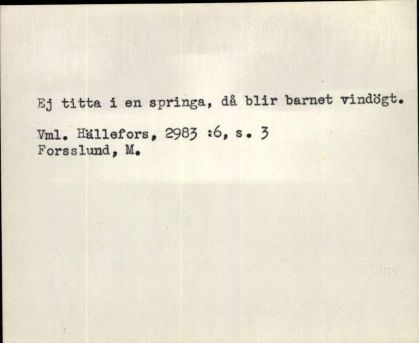 Ej titta i en springa, då blir barnet vindögt.
Vml. Hällefors, 2983 :6, s. 3
Forsslund, M.